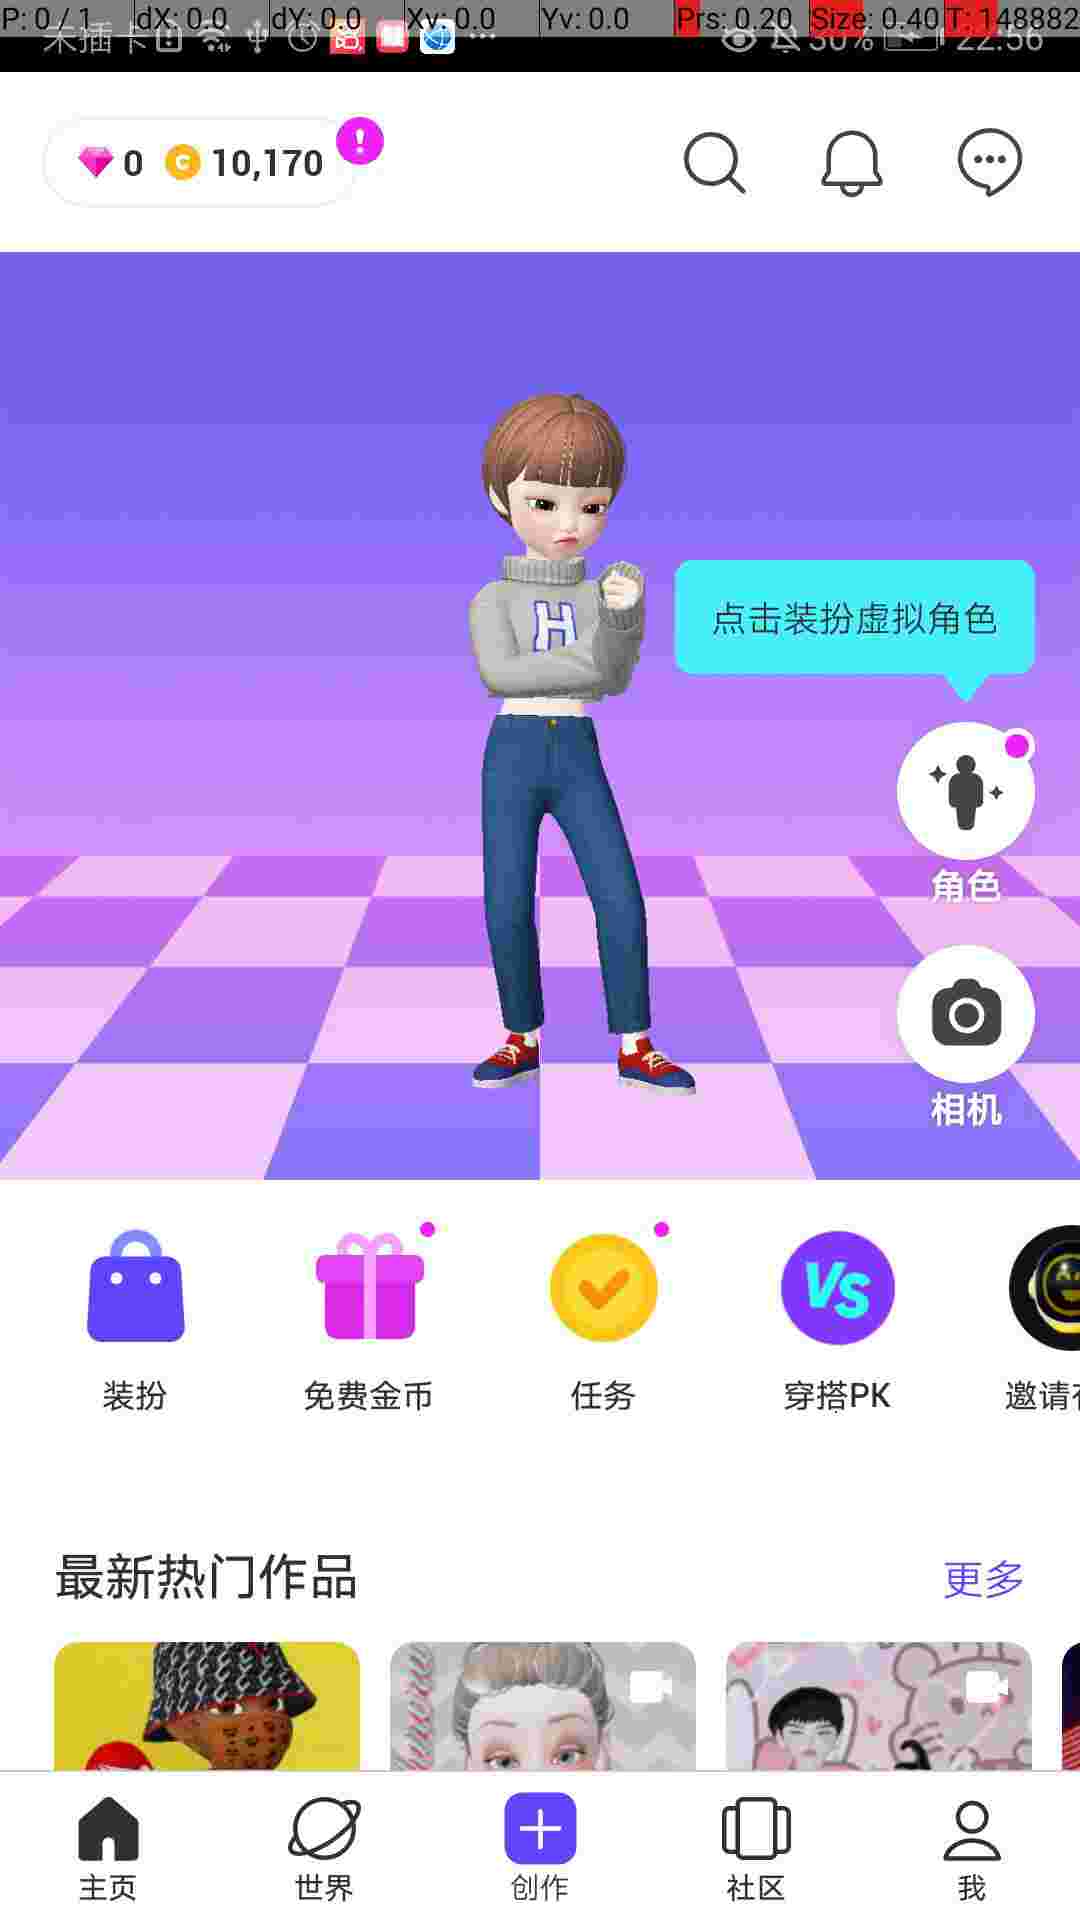 P: 0 / 1 dX: 0.0 dY: 0.0 Xv: 0.0 Yv: 0.0 Prs: 0.20 Size: 0.40 T: 148882
未插卡 30% 22:56
0 C 10,170 !
点击装扮虚拟角色
H
角色
相机
装扮 免费金币 VS 任务 穿搭PK
最新热门作品 更多
主页 世界 创作 社区 我